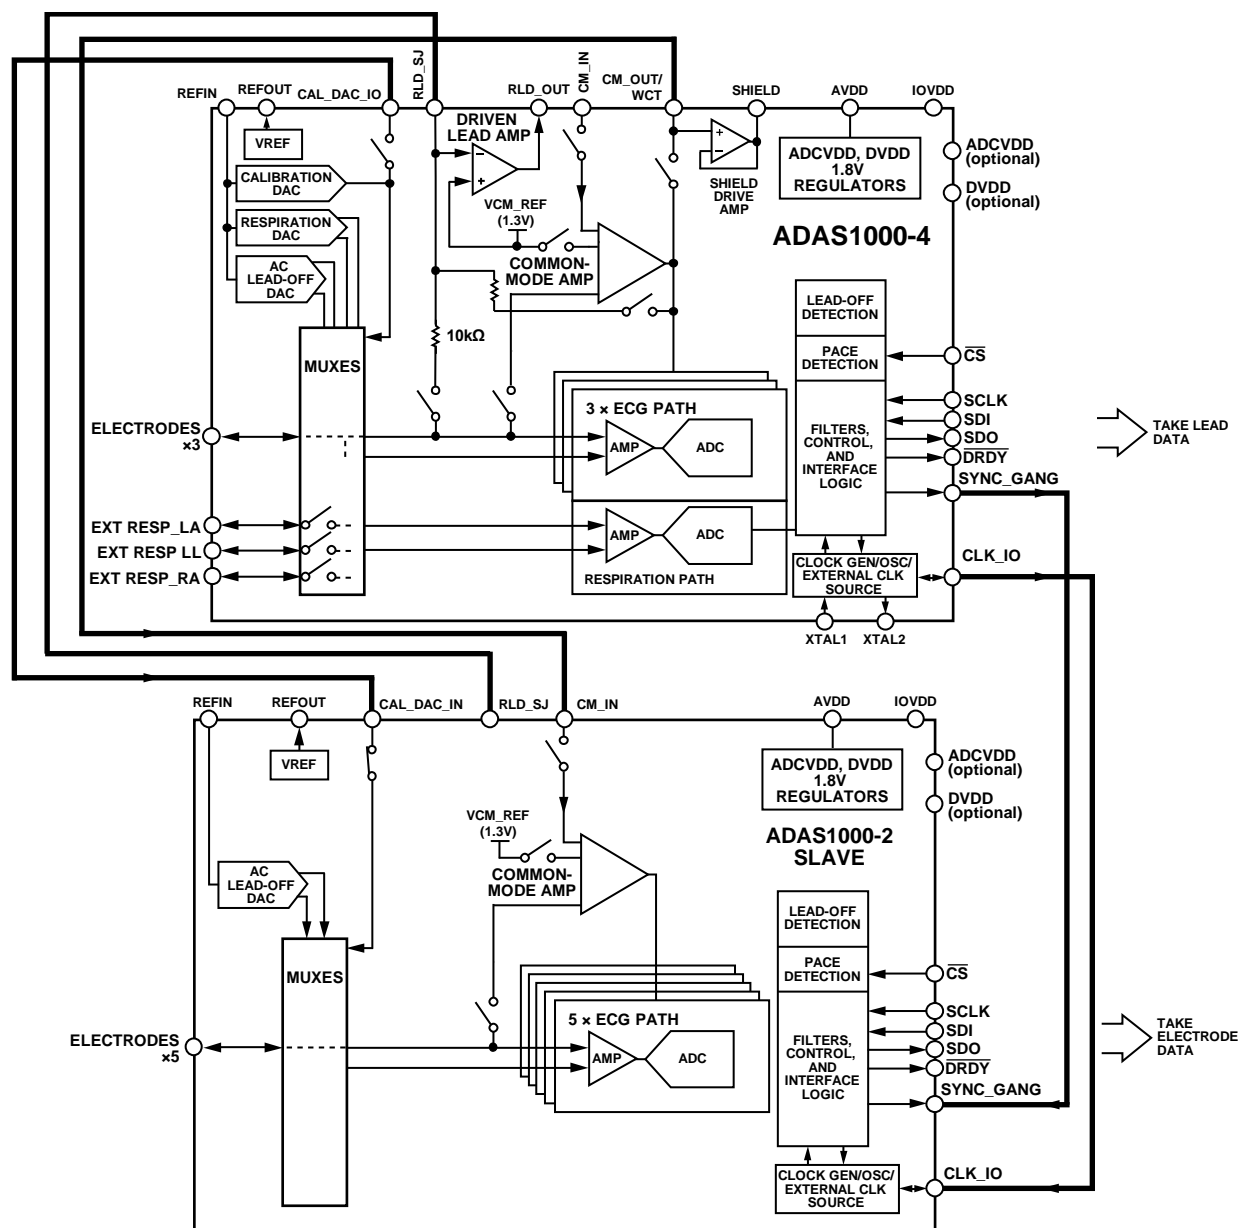 REFIN
REFOUT
CAL_DAC_IO
RLD_SJ
RLD_OUT
CM_IN
CM_OUT/
WCT
SHIELD
AVDD
IOVDD
VREF
DRIVEN
LEAD AMP
–
+
+
–
SHIELD
DRIVE
AMP
ADCVDD, DVDD
1.8V
REGULATORS
ADCVDD
(optional)
DVDD
(optional)
CALIBRATION
DAC
RESPIRATION
DAC
AC
LEAD-OFF
DAC
VCM_REF
(1.3V)
COMMON-
MODE AMP
ADAS1000-4
10kΩ
MUXES
LEAD-OFF
DETECTION
PACE
DETECTION
FILTERS,
CONTROL,
AND
INTERFACE
LOGIC
CS
SCLK
SDI
SDO
DRDY
SYNC_GANG
TAKE LEAD
DATA
ELECTRODES
×3
3 × ECG PATH
AMP
ADC
EXT RESP_LA
EXT RESP LL
EXT RESP_RA
AMP
ADC
RESPIRATION PATH
CLOCK GEN/OSC/
EXTERNAL CLK
SOURCE
CLK_IO
XTAL1
XTAL2
REFIN
REFOUT
CAL_DAC_IN
RLD_SJ
CM_IN
AVDD
IOVDD
VREF
ADCVDD, DVDD
1.8V
REGULATORS
ADCVDD
(optional)
DVDD
(optional)
VCM_REF
(1.3V)
COMMON-
MODE AMP
ADAS1000-2
SLAVE
AC
LEAD-OFF
DAC
MUXES
LEAD-OFF
DETECTION
PACE
DETECTION
FILTERS,
CONTROL,
AND
INTERFACE
LOGIC
CS
SCLK
SDI
SDO
DRDY
SYNC_GANG
TAKE
ELECTRODE
DATA
ELECTRODES
×5
5 × ECG PATH
AMP
ADC
CLOCK GEN/OSC/
EXTERNAL CLK
SOURCE
CLK_IO